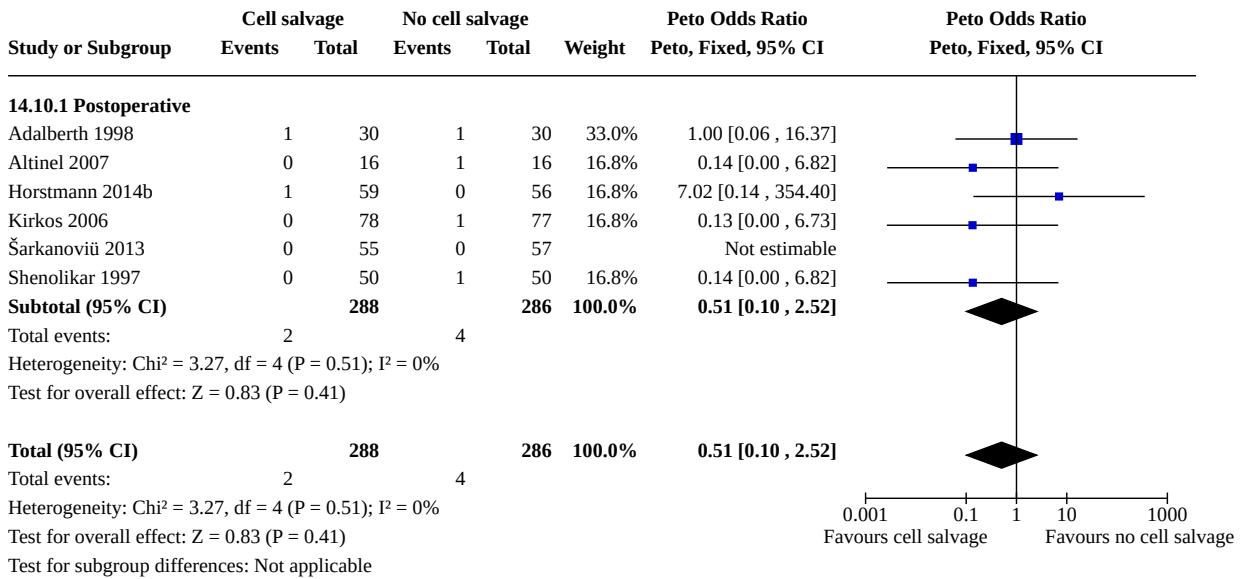 Cell salvage No cell salvage Peto Odds Ratio Peto Odds Ratio
Study or Subgroup Events Total Events Total Weight Peto, Fixed, 95% CI Peto, Fixed, 95% CI
14.10.1 Postoperative
Adalberth 1998 1 30 1 30 33.0% 1.00 [0.06 , 16.37]
Altinel 2007 0 16 1 16 16.8% 0.14 [0.00 , 6.82]
Horstmann 2014b 1 59 0 56 16.8% 7.02 [0.14 , 354.40]
Kirkos 2006 0 78 1 77 16.8% 0.13 [0.00 , 6.73]
Šarkanoviü 2013 0 55 0 57 Not estimable
Shenolikar 1997 0 50 1 50 16.8% 0.14 [0.00 , 6.82]
Subtotal (95% CI) 288 286 100.0% 0.51 [0.10 , 2.52]
Total events: 2 4
Heterogeneity: Chi² = 3.27, df = 4 (P = 0.51); I² = 0%
Test for overall effect: Z = 0.83 (P = 0.41)
Total (95% CI) 288 286 100.0% 0.51 [0.10 , 2.52]
Total events: 2 4
Heterogeneity: Chi² = 3.27, df = 4 (P = 0.51); I² = 0%
0.001 0.1 1 10 1000
Test for overall effect: Z = 0.83 (P = 0.41)
Favours cell salvage Favours no cell salvage
Test for subgroup differences: Not applicable